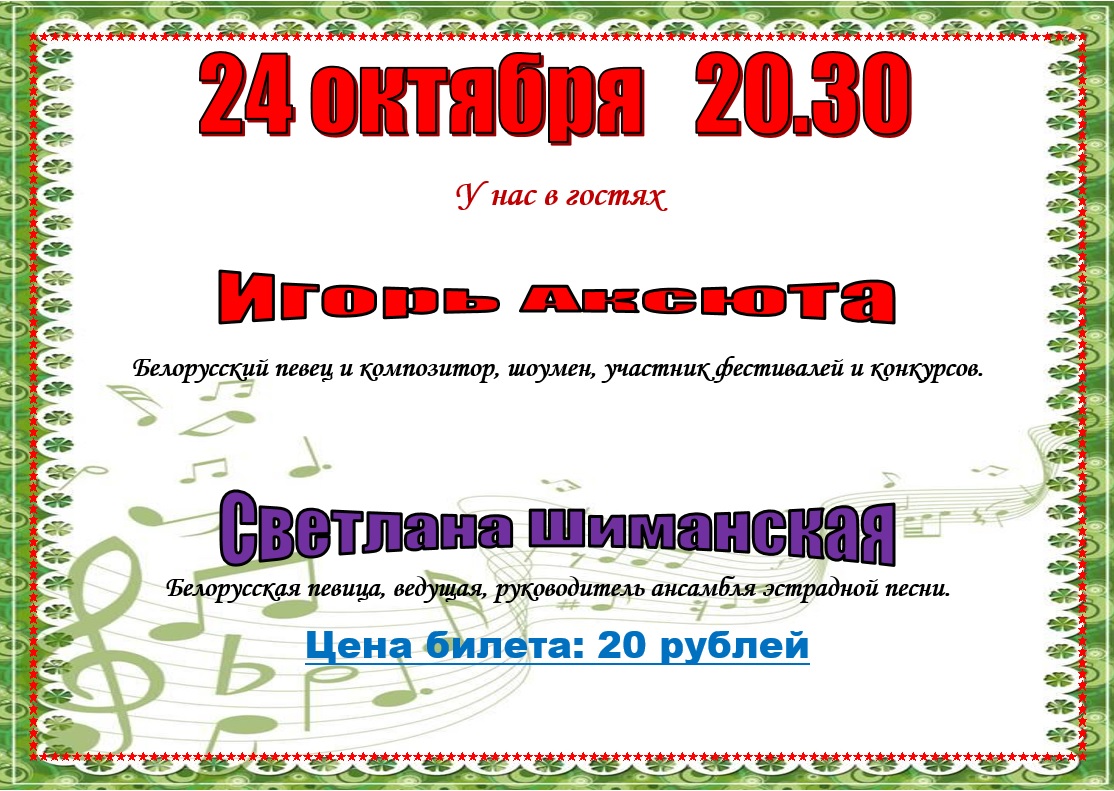 24 октября 20.30
У нас в гостях
Игорь Аксюта
Белорусский певец и композитор, шоумен, участник фестивалей и конкурсов.
Светлана Шиманская
Белорусская певица, ведущая, руководитель ансамбля эстрадной песни.
Цена билета: 20 рублей